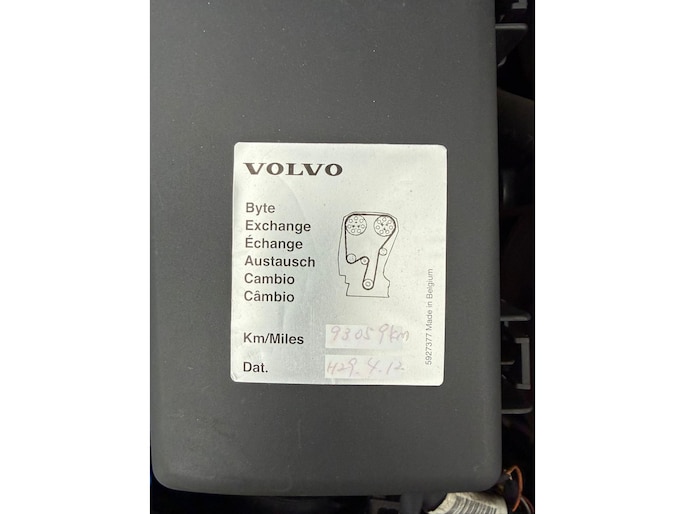 VOLVO
Byte
Exchange
Échange
Austausch
Cambio
Câmbio
Km/Miles 93059km
Dat. H29.4.12
5927377 Made in Belgium